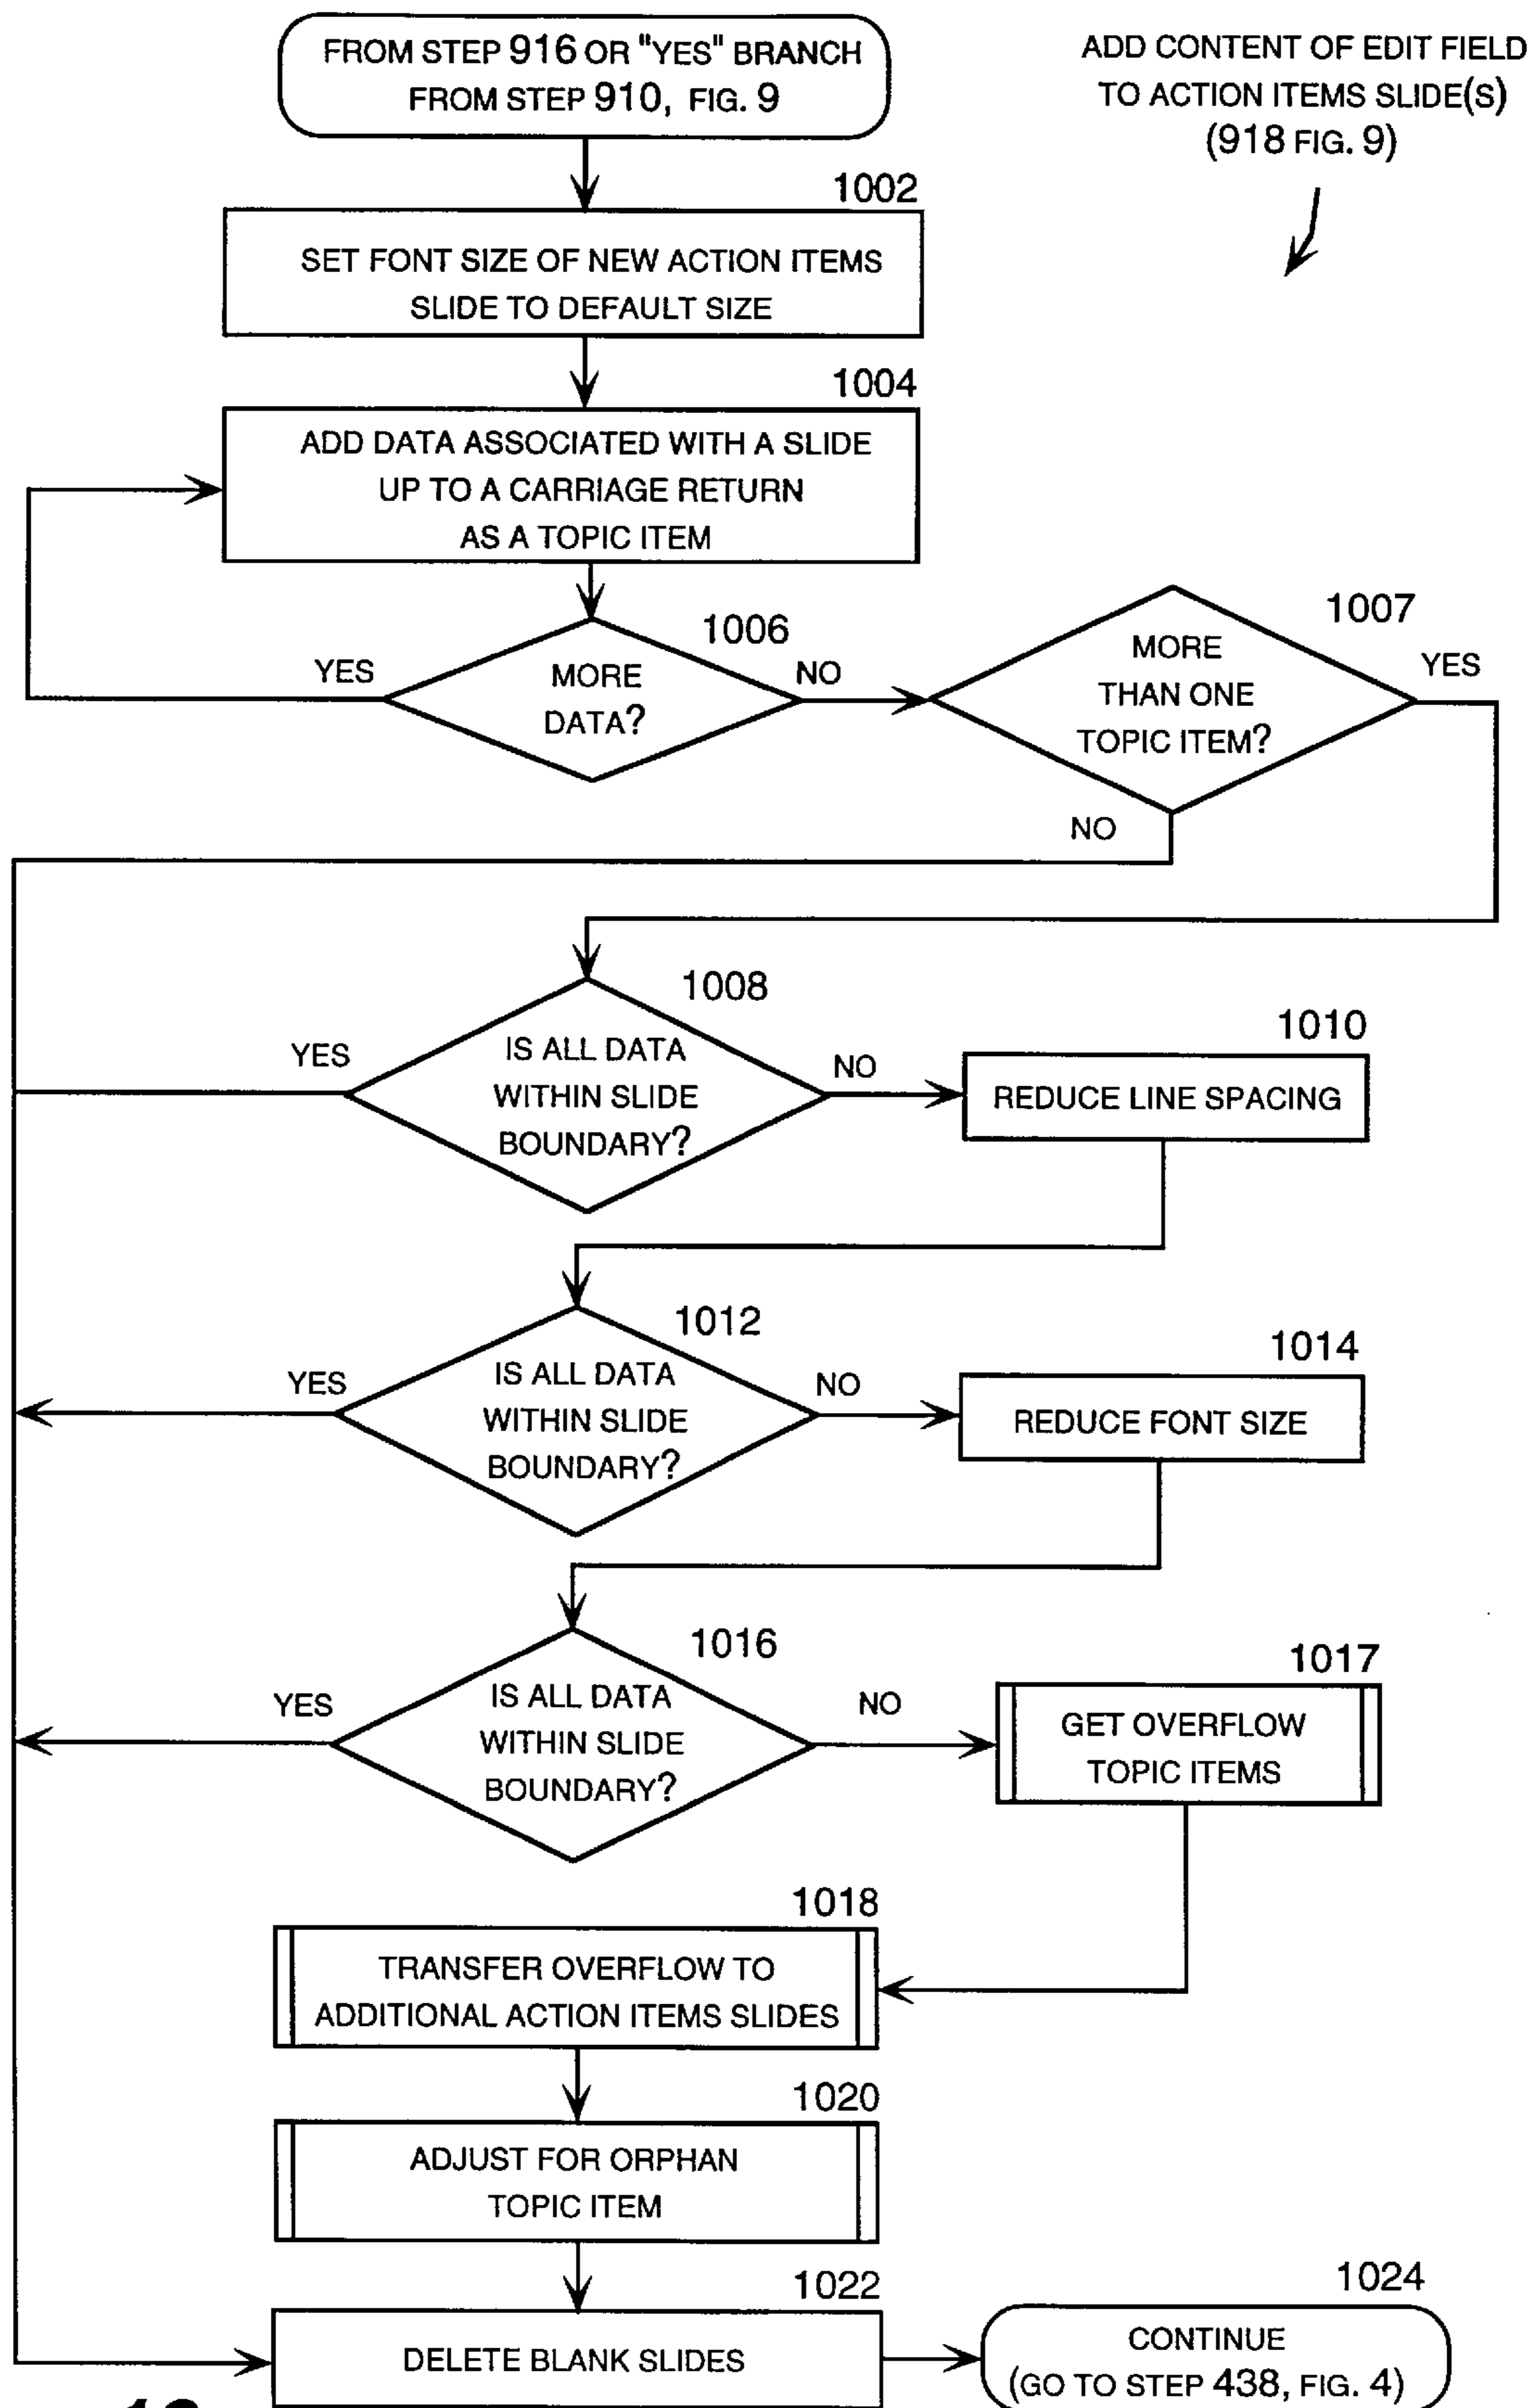 FROM STEP 916 OR "YES" BRANCH
FROM STEP 910, FIG. 9
ADD CONTENT OF EDIT FIELD
TO ACTION ITEMS SLIDE(S)
(918 FIG. 9)
1002
SET FONT SIZE OF NEW ACTION ITEMS
SLIDE TO DEFAULT SIZE
1004
ADD DATA ASSOCIATED WITH A SLIDE
UP TO A CARRIAGE RETURN
AS A TOPIC ITEM
1006
YES
MORE
DATA?
NO
1007
MORE
THAN ONE
TOPIC ITEM?
YES
NO
1008
YES
IS ALL DATA
WITHIN SLIDE
BOUNDARY?
NO
1010
REDUCE LINE SPACING
1012
YES
IS ALL DATA
WITHIN SLIDE
BOUNDARY?
NO
1014
REDUCE FONT SIZE
1016
YES
IS ALL DATA
WITHIN SLIDE
BOUNDARY?
NO
1017
GET OVERFLOW
TOPIC ITEMS
1018
TRANSFER OVERFLOW TO
ADDITIONAL ACTION ITEMS SLIDES
1020
ADJUST FOR ORPHAN
TOPIC ITEM
1022
DELETE BLANK SLIDES
1024
CONTINUE
(GO TO STEP 438, FIG. 4)